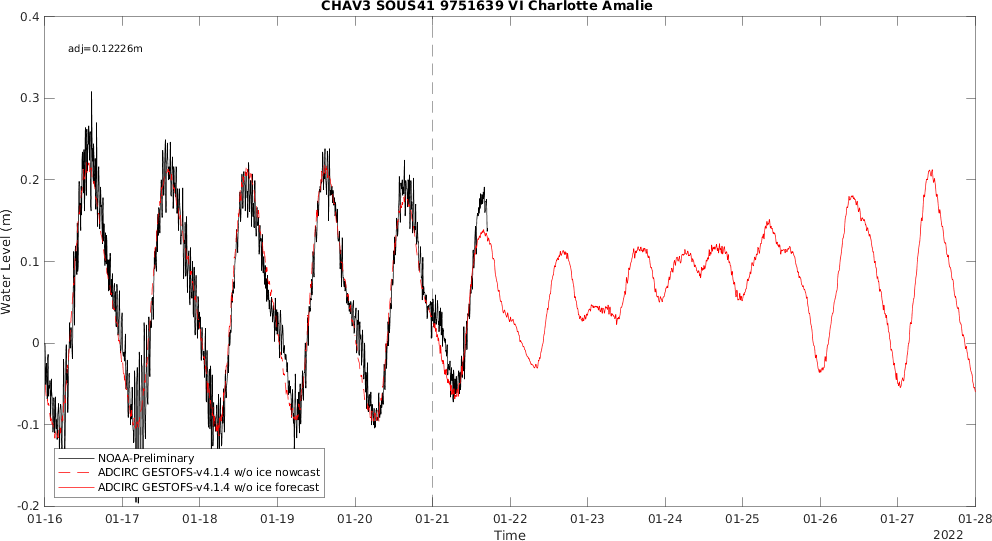 CHAV3 SOUS41 9751639 VI Charlotte Amalie
adj=0.12226m
0.4
0.3
0.2
0.1
0
-0.1
-0.2
Water Level (m)
NOAA-Preliminary
ADCIRC GESTOFS-v4.1.4 w/o ice nowcast
ADCIRC GESTOFS-v4.1.4 w/o ice forecast
01-16 01-17 01-18 01-19 01-20 01-21 01-22 01-23 01-24 01-25 01-26 01-27 01-28
Time
2022